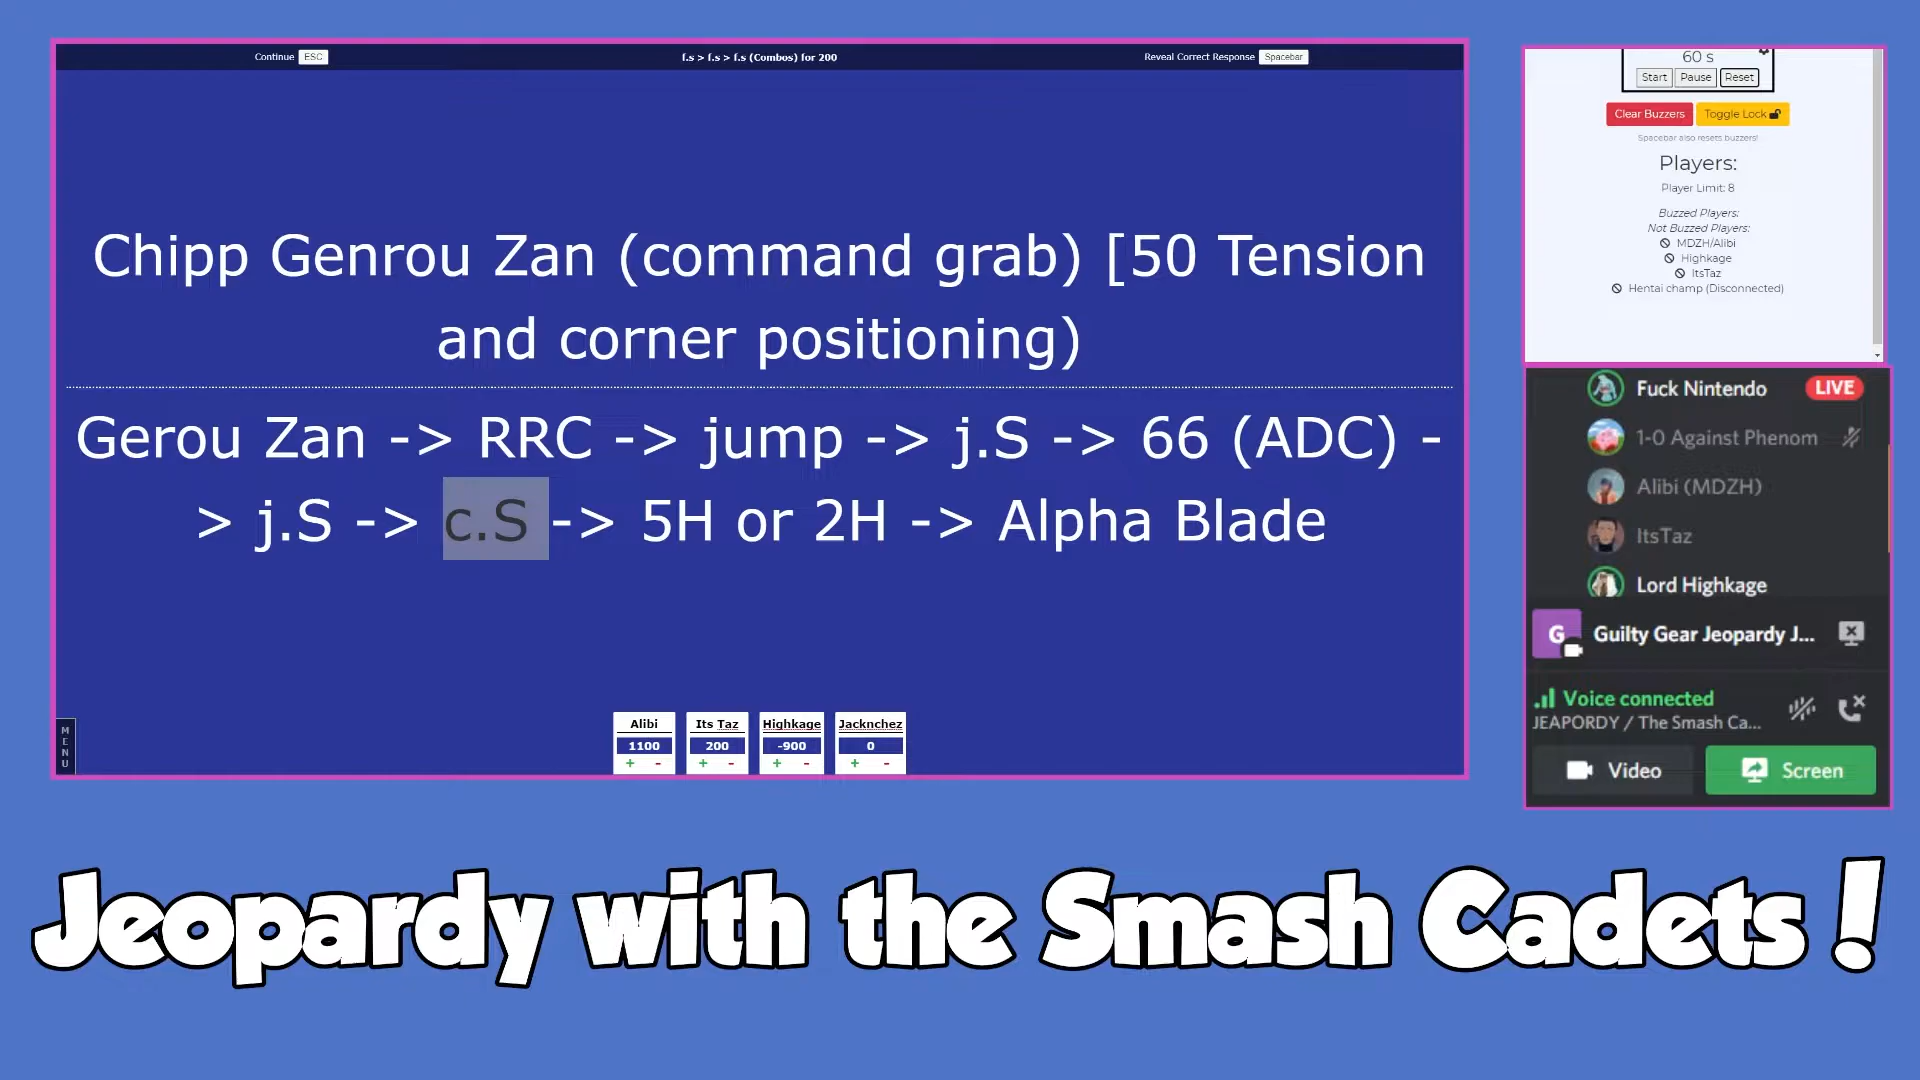 Continue ESC
f.s > f.s > f.s (Combos) for 200
Reveal Correct Response Spacebar
Chipp Genrou Zan (command grab) [50 Tension
and corner positioning)
Gerou Zan -> RRC -> jump -> j.S -> 66 (ADC) -
> j.S -> c.S -> 5H or 2H -> Alpha Blade
MENU
Alibi
1100
+ -
Its Taz
200
+ -
Highkage
-900
+ -
Jacknchez
0
+ -
60 s
Start Pause Reset
Clear Buzzers Toggle Lock
Spacebar also resets buzzers!
Players:
Player Limit: 8
Buzzed Players:
Not Buzzed Players:
MDZH/Alibi
Highkage
ItsTaz
Hentai champ (Disconnected)
Fuck Nintendo LIVE
1-0 Against Phenom
Alibi (MDZH)
ItsTaz
Lord Highkage
G Guilty Gear Jeopardy J...
Voice connected
JEAPORDY / The Smash Ca...
Video Screen
Jeopardy with the Smash Cadets!